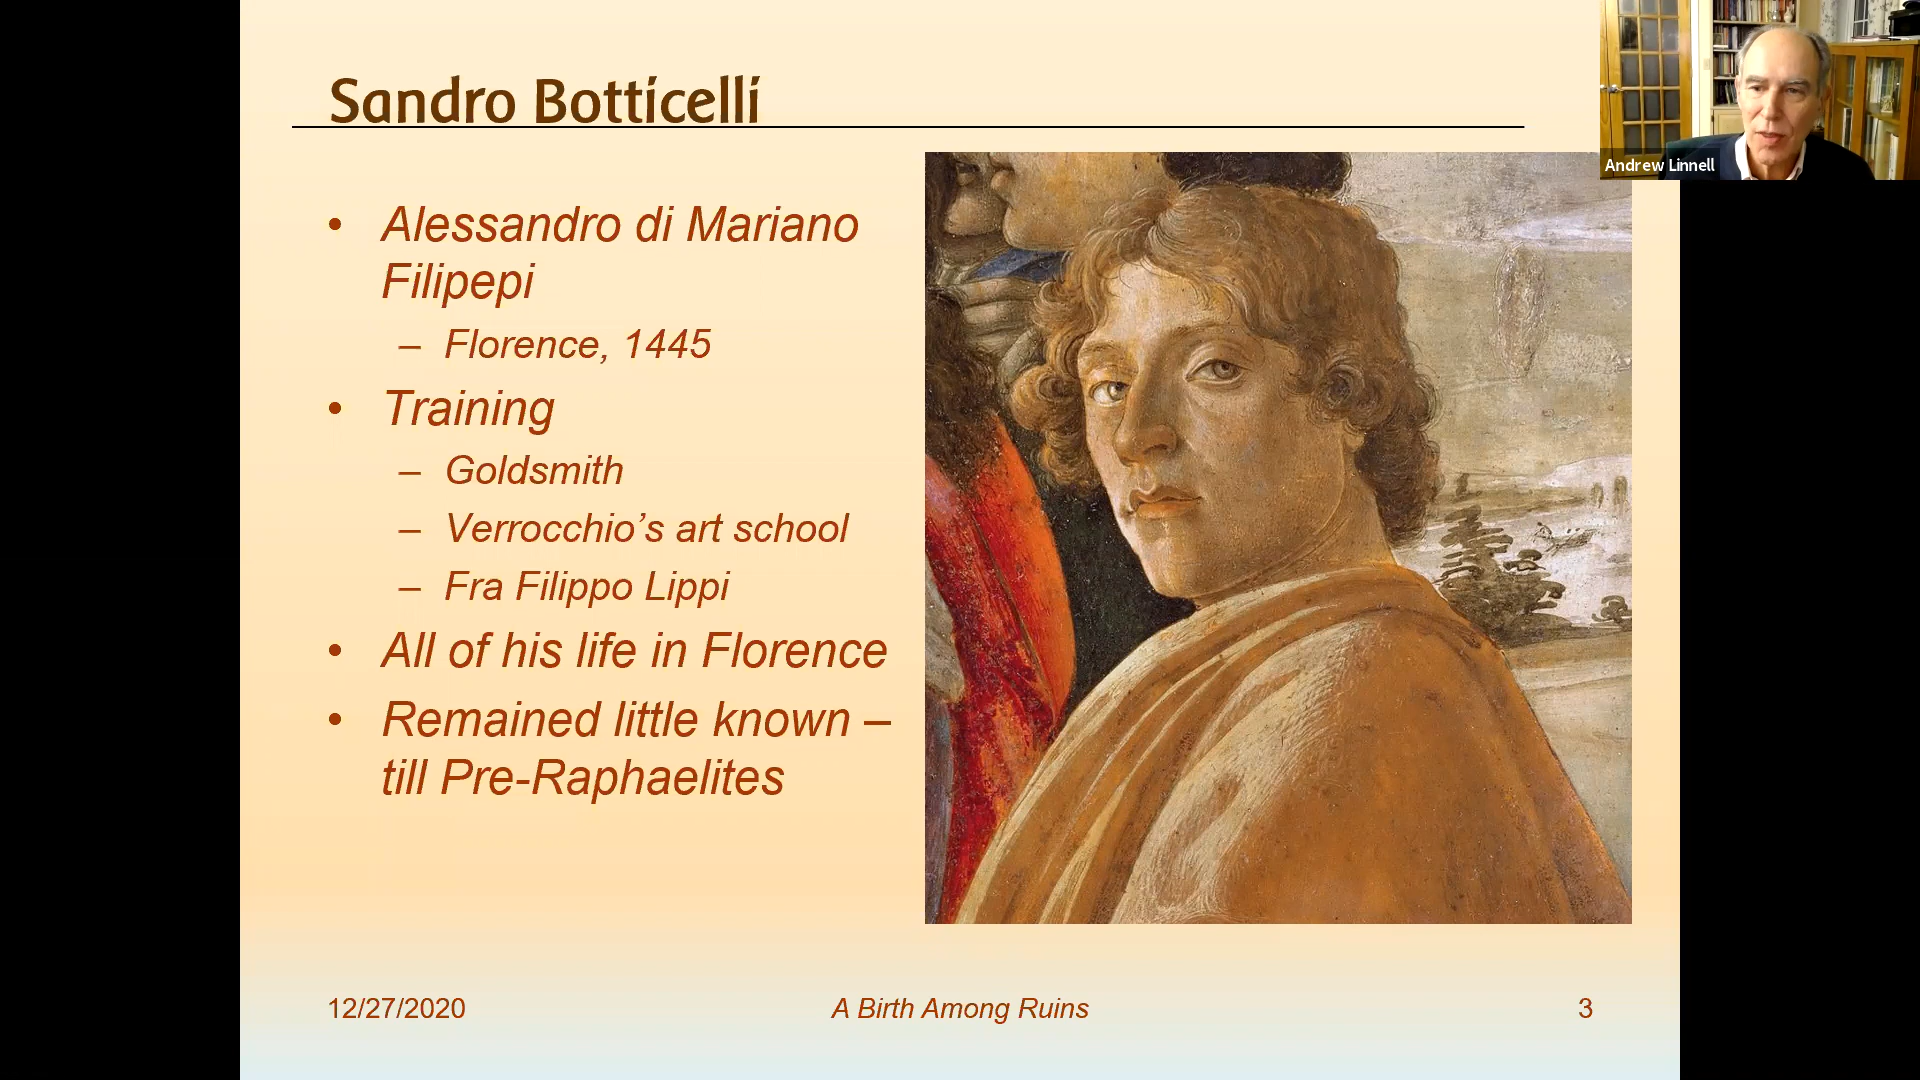 Sandro Botticelli
Andrew Linnell
• Alessandro di Mariano
Filipepi
– Florence, 1445
• Training
– Goldsmith
– Verrocchio’s art school
– Fra Filippo Lippi
• All of his life in Florence
• Remained little known –
till Pre-Raphaelites
12/27/2020
A Birth Among Ruins
3